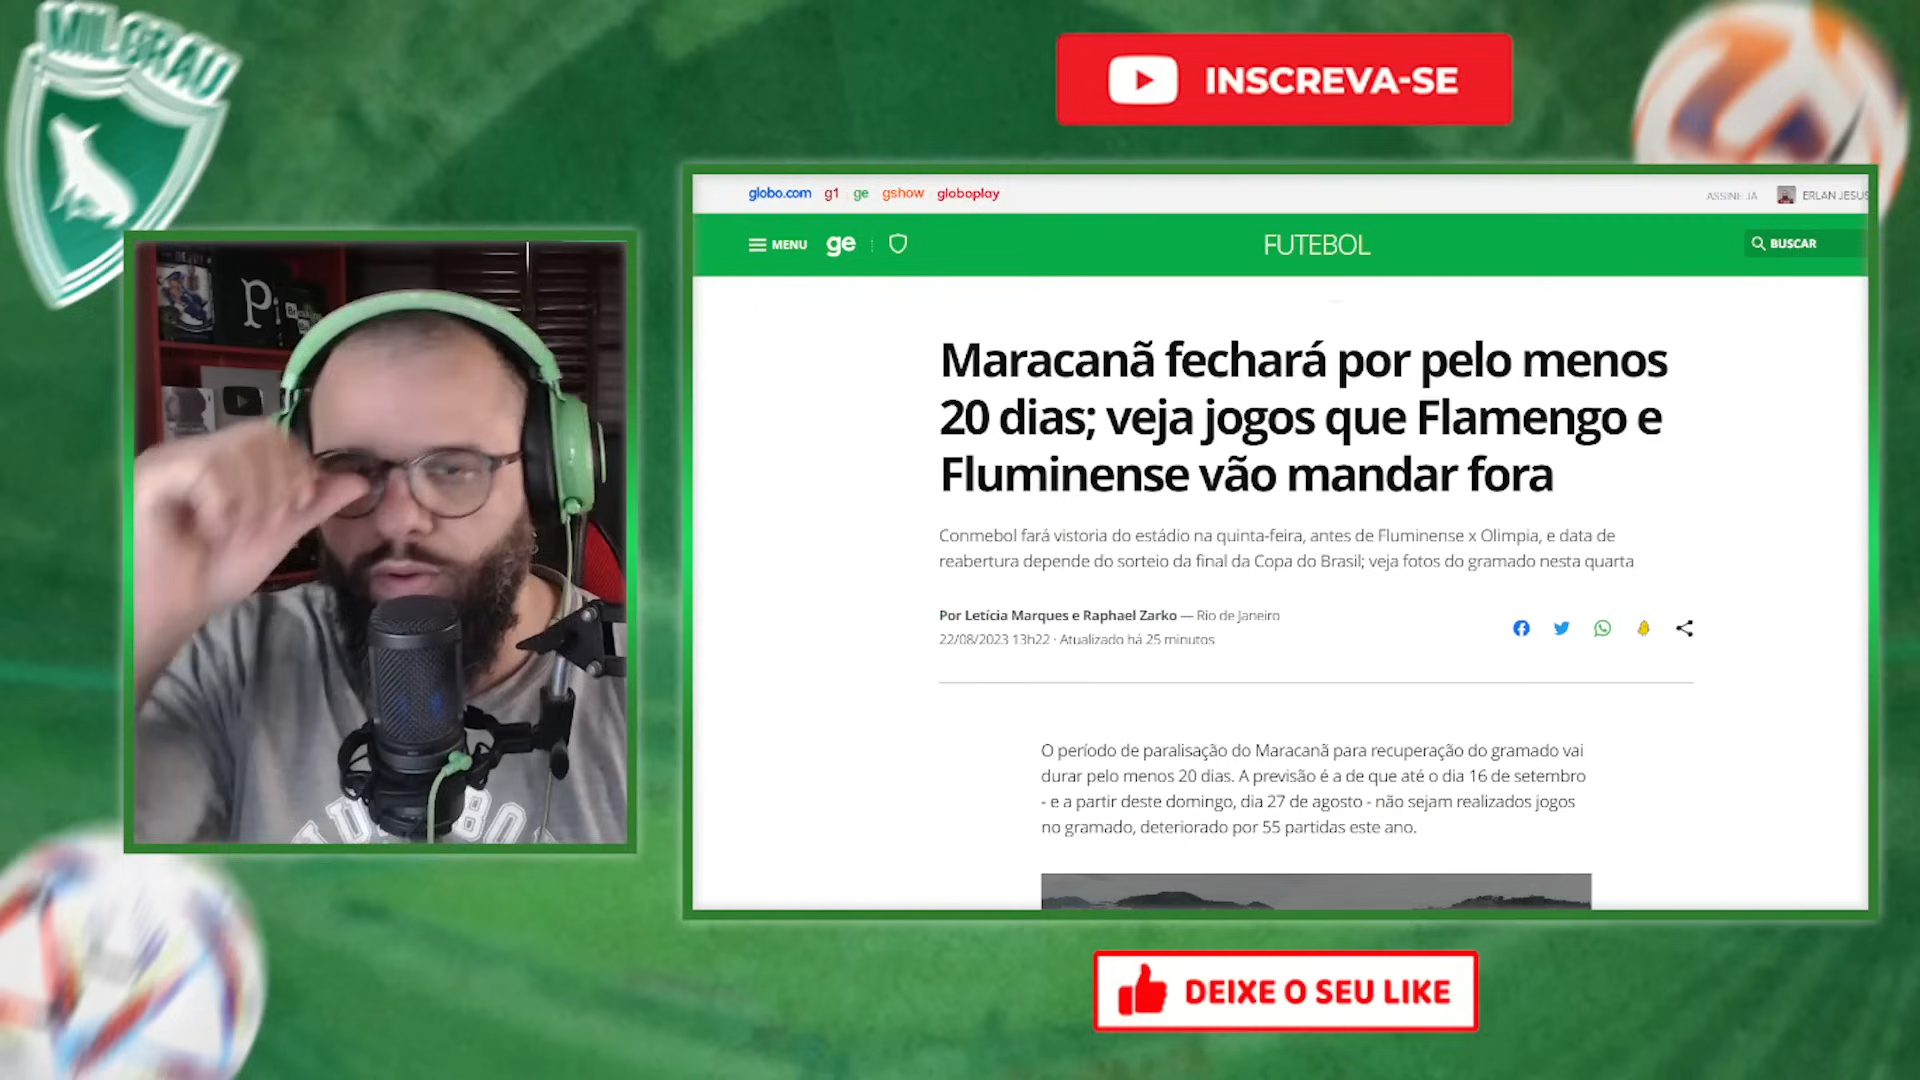 MILGRAU
INSCREVA-SE
globo.com g1 ge gshow globoplay
ASSINE JÁ ERLAN JESUS
MENU ge FUTEBOL BUSCAR
Maracanã fechará por pelo menos
20 dias; veja jogos que Flamengo e
Fluminense vão mandar fora
Conmebol fará vistoria do estádio na quinta-feira, antes de Fluminense x Olimpia, e data de
reabertura depende do sorteio da final da Copa do Brasil; veja fotos do gramado nesta quarta
Por Letícia Marques e Raphael Zarko — Rio de Janeiro
22/08/2023 13h22 · Atualizado há 25 minutos
O período de paralisação do Maracanã para recuperação do gramado vai
durar pelo menos 20 dias. A previsão é a de que até o dia 16 de setembro
- e a partir deste domingo, dia 27 de agosto - não sejam realizados jogos
no gramado, deteriorado por 55 partidas este ano.
DEIXE O SEU LIKE